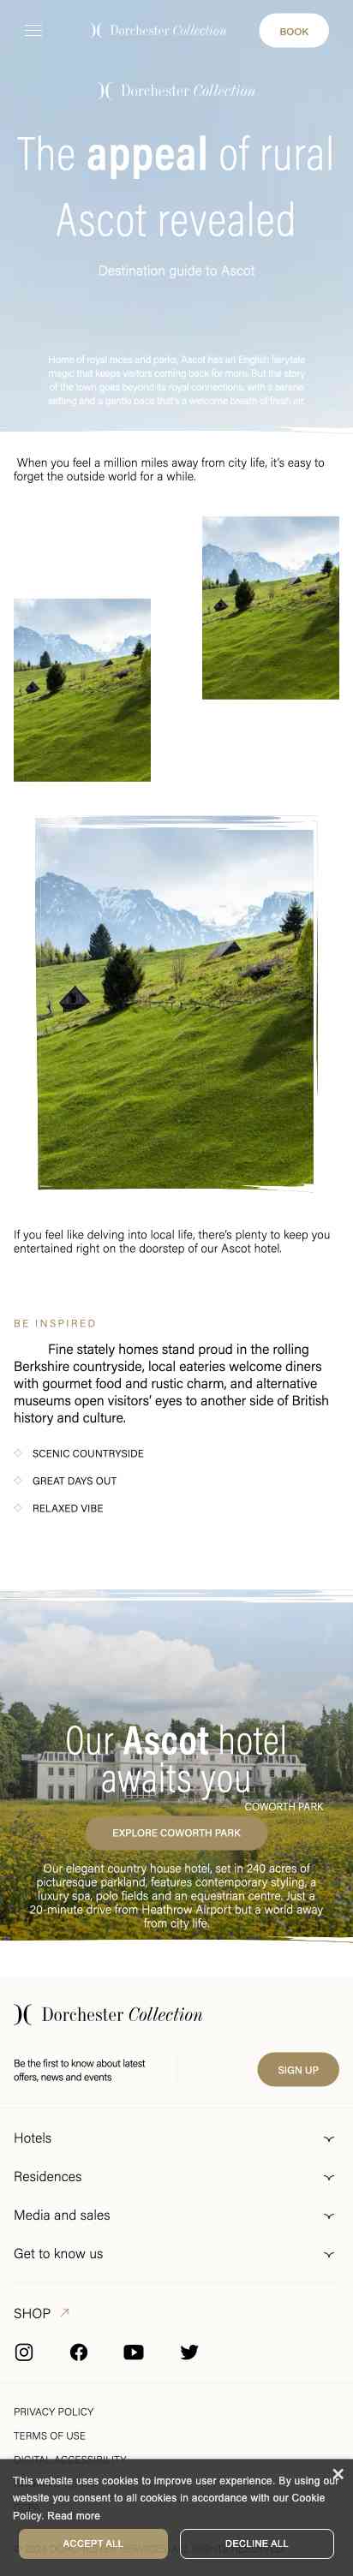 Dorchester Collection
BOOK
Dorchester Collection
The appeal of rural
Ascot revealed
Destination guide to Ascot
Home of royal races and parks, Ascot has an English fairytale
magic that keeps visitors coming back for more. But the story
of the town goes beyond its royal connections, with a serene
setting and a gentle pace that's a welcome breath of fresh air.
When you feel a million miles away from city life, it's easy to
forget the outside world for a while.
If you feel like delving into local life, there's plenty to keep you
entertained right on the doorstep of our Ascot hotel.
BE INSPIRED
Fine stately homes stand proud in the rolling
Berkshire countryside, local eateries welcome diners
with gourmet food and rustic charm, and alternative
museums open visitors' eyes to another side of British
history and culture.
SCENIC COUNTRYSIDE
GREAT DAYS OUT
RELAXED VIBE
Our Ascot hotel
awaits you
COWORTH PARK
EXPLORE COWORTH PARK
Our elegant country house hotel, set in 240 acres of
picturesque parkland, features contemporary styling, a
luxury spa, polo fields and an equestrian centre. Just a
20-minute drive from Heathrow Airport but a world away
from city life.
Dorchester Collection
Be the first to know about latest
offers, news and events
SIGN UP
Hotels
Residences
Media and sales
Get to know us
SHOP
PRIVACY POLICY
TERMS OF USE
DIGITAL ACCESSIBILITY
This website uses cookies to improve user experience. By using our
website you consent to all cookies in accordance with our Cookie
Policy. Read more
ACCEPT ALL
DECLINE ALL